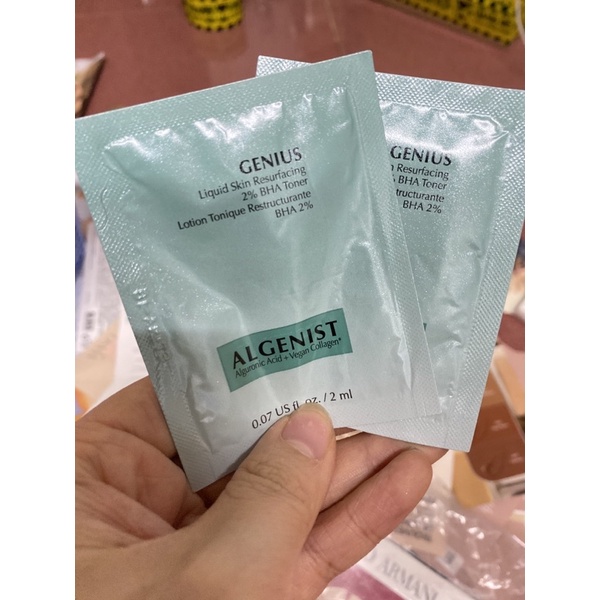 GENIUS
Liquid Skin Resurfacing
2% BHA Toner
Lotion Tonique Restructurante
BHA 2%
ALGENIST
Alguronic Acid + Vegan Collagen*
0.07 US fl. oz. / 2 ml
GENIUS
Resurfacing
BHA Toner
BHA 2%
ARMANI